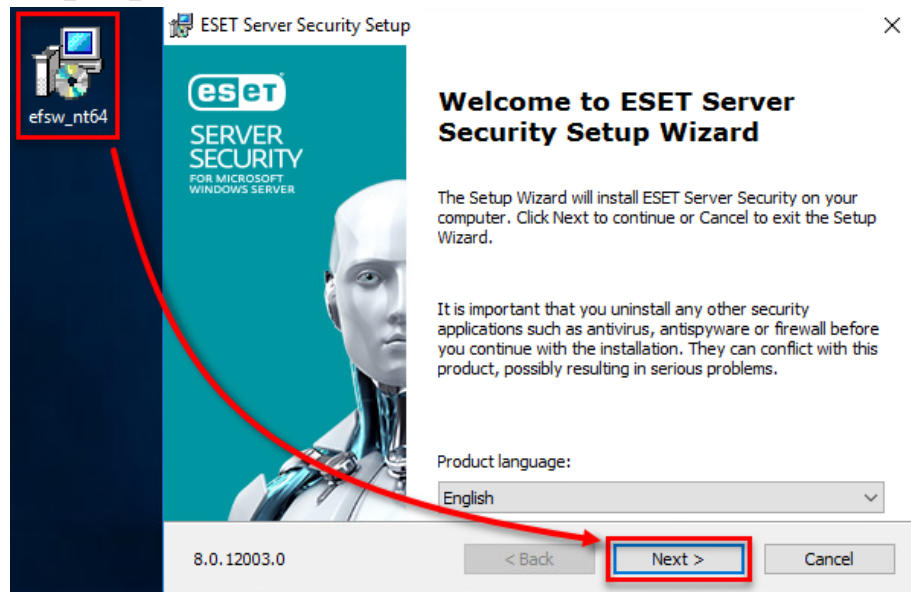 ESET Server Security Setup
efsw_nt64
eset
SERVER
SECURITY
FOR MICROSOFT
WINDOWS SERVER
Welcome to ESET Server
Security Setup Wizard
The Setup Wizard will install ESET Server Security on your
computer. Click Next to continue or Cancel to exit the Setup
Wizard.
It is important that you uninstall any other security
applications such as antivirus, antispyware or firewall before
you continue with the installation. They can conflict with this
product, possibly resulting in serious problems.
Product language:
English
8.0.12003.0
< Back
Next >
Cancel